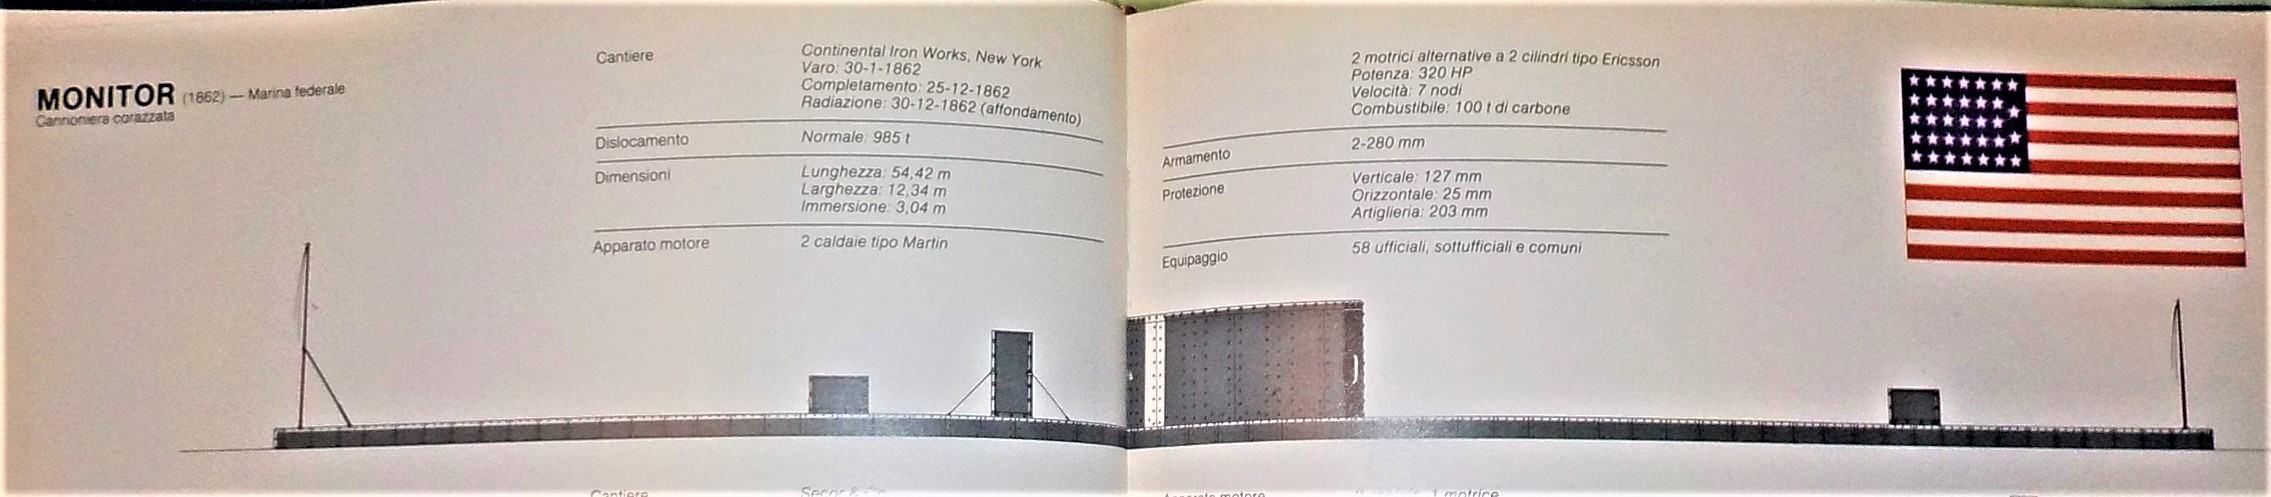 MONITOR (1862) — Marina federale
Cannoniera corazzata
Cantiere
Continental Iron Works, New York
Varo: 30-1-1862
Completamento: 25-12-1862
Radiazione: 30-12-1862 (affondamento)
Dislocamento
Normale: 985 t
Dimensioni
Lunghezza: 54,42 m
Larghezza: 12,34 m
Immersione: 3,04 m
Apparato motore
2 caldaie tipo Martin
2 motrici alternative a 2 cilindri tipo Ericsson
Potenza: 320 HP
Velocità: 7 nodi
Combustibile: 100 t di carbone
Armamento
2-280 mm
Protezione
Verticale: 127 mm
Orizzontale: 25 mm
Artiglieria: 203 mm
Equipaggio
58 ufficiali, sottufficiali e comuni
Cantiere
Secor &
Apparato motore
1 motrice